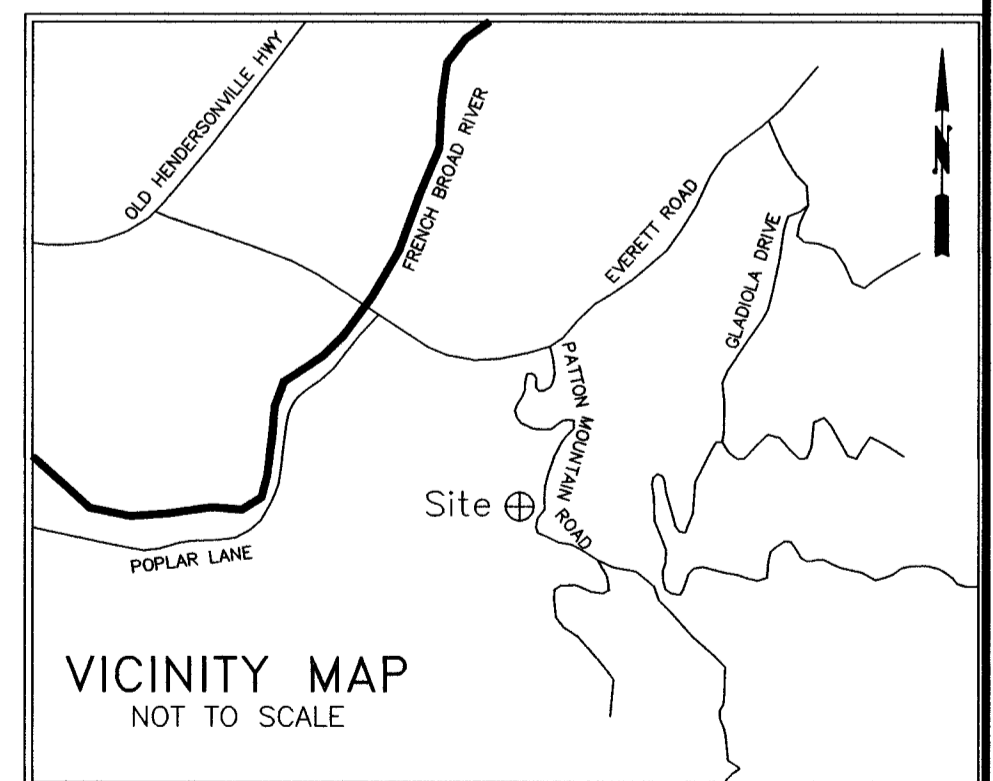 OLD HENDERSONVILLE HWY
FRENCH BROAD RIVER
N
EVERETT ROAD
GLADIOLA DRIVE
PATTON MOUNTAIN ROAD
Site
POPLAR LANE
VICINITY MAP
NOT TO SCALE